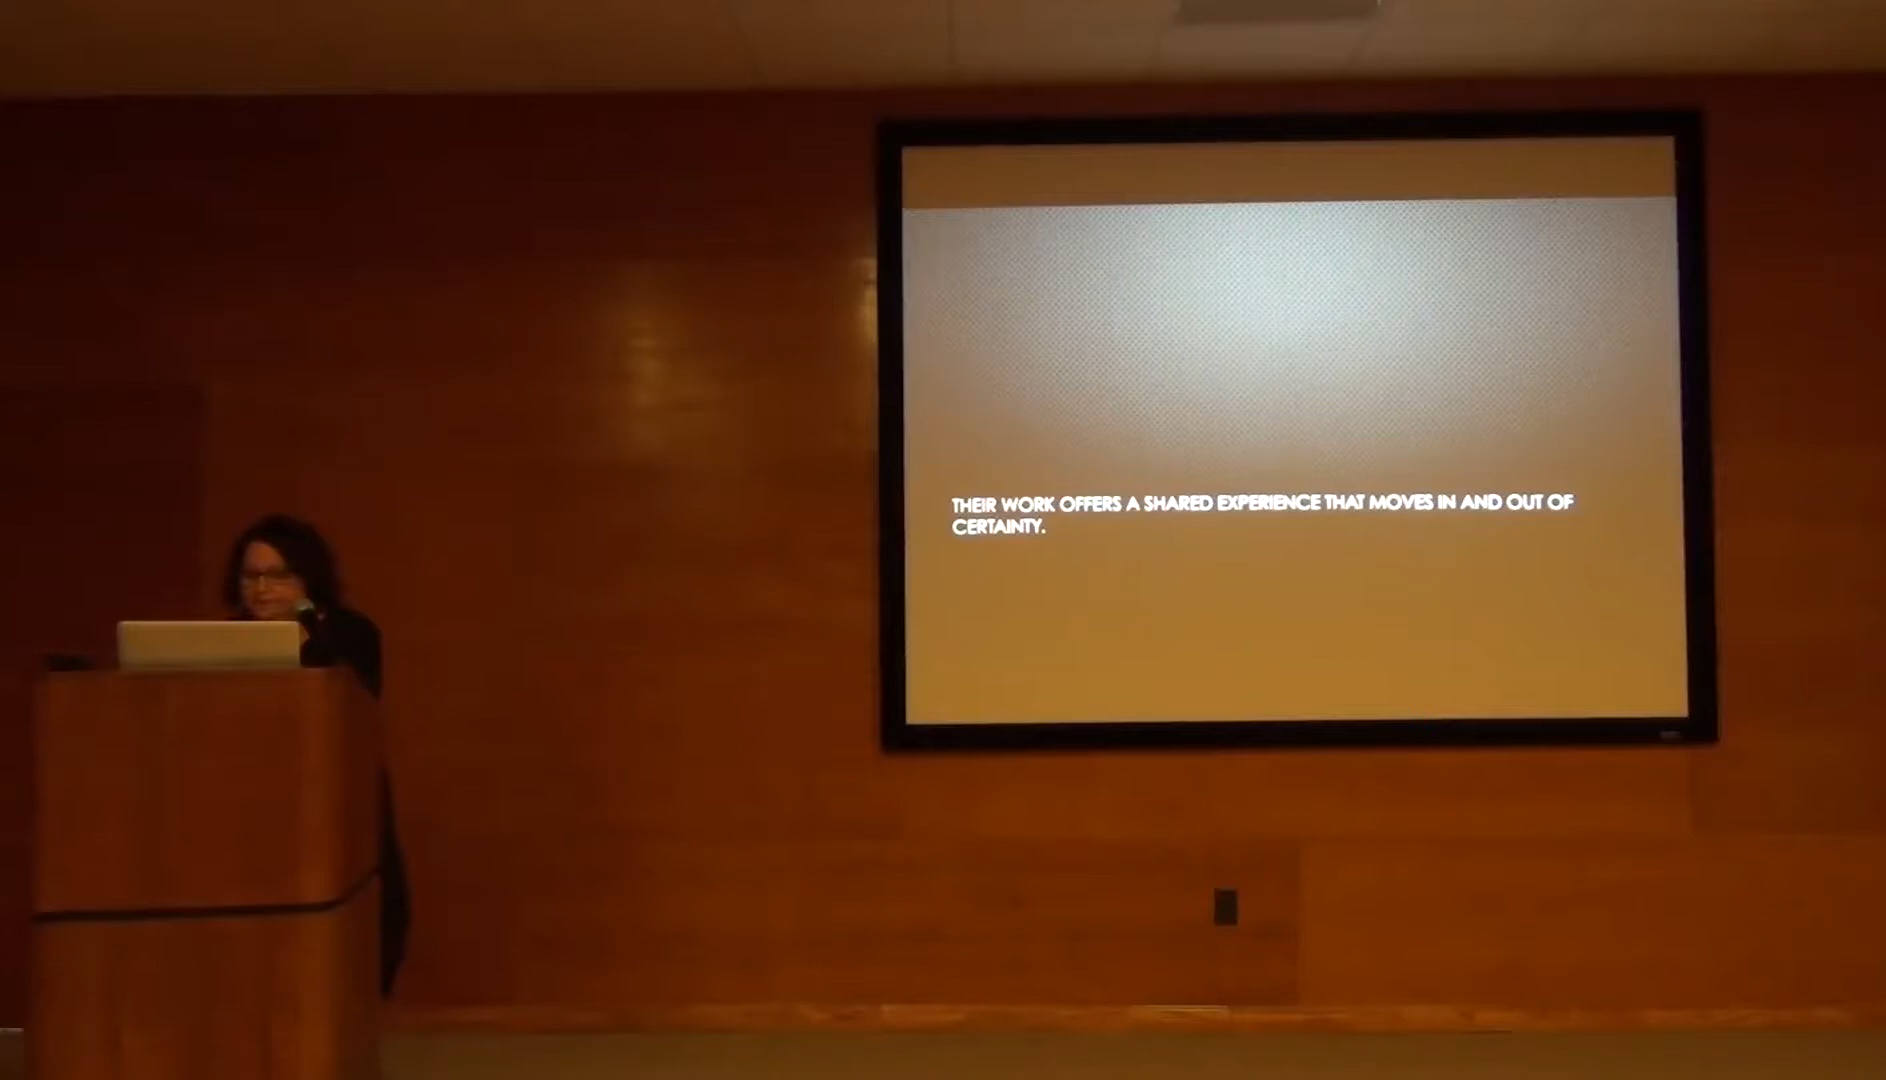 THEIR WORK OFFERS A SHARED EXPERIENCE THAT MOVES IN AND OUT OF
CERTAINTY.